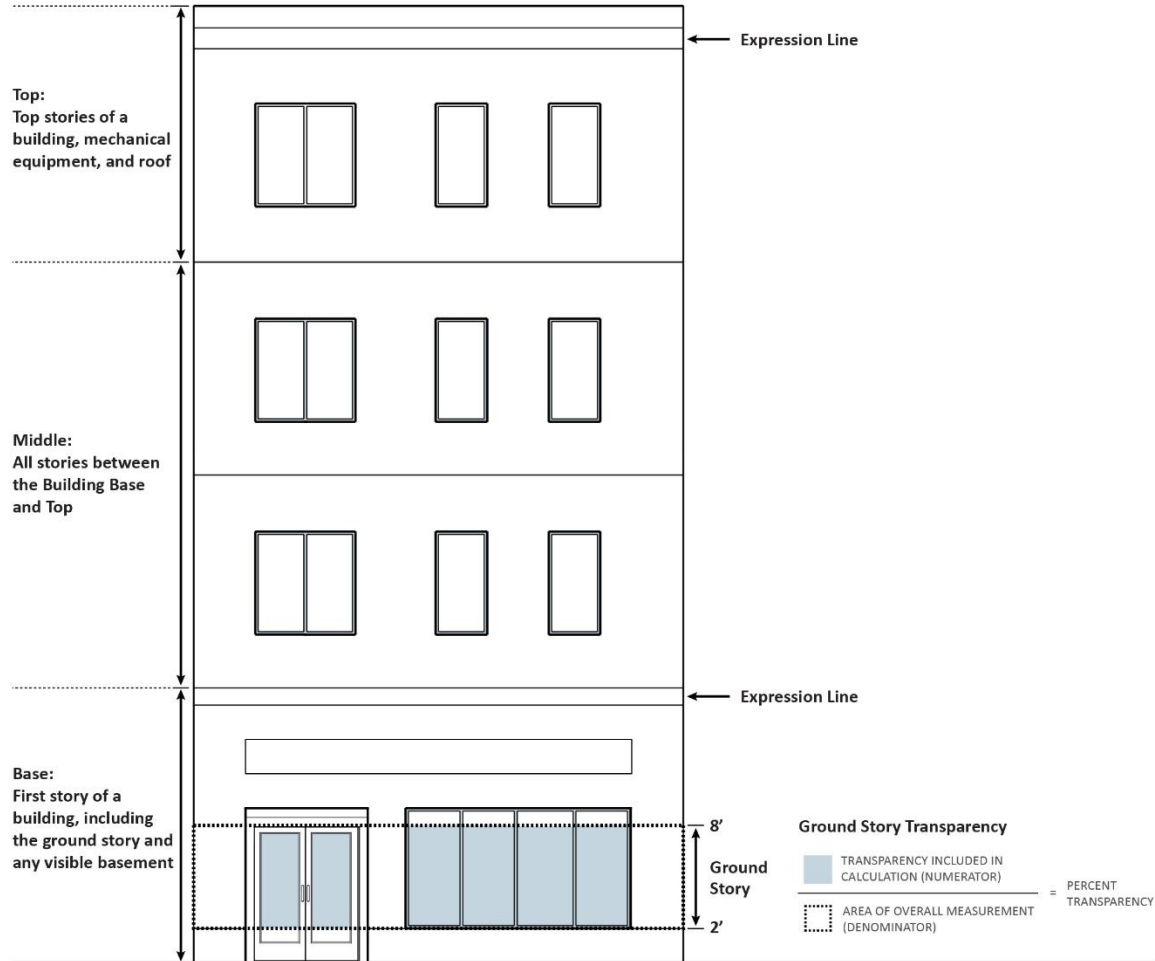 Expression Line
Top:
Top stories of a
building, mechanical
equipment, and roof
Middle:
All stories between
the Building Base
and Top
Expression Line
Base:
First story of a
building, including
the ground story and
any visible basement
8’
Ground
Story
2’
Ground Story Transparency
TRANSPARENCY INCLUDED IN
CALCULATION (NUMERATOR)
= PERCENT
TRANSPARENCY
AREA OF OVERALL MEASUREMENT
(DENOMINATOR)